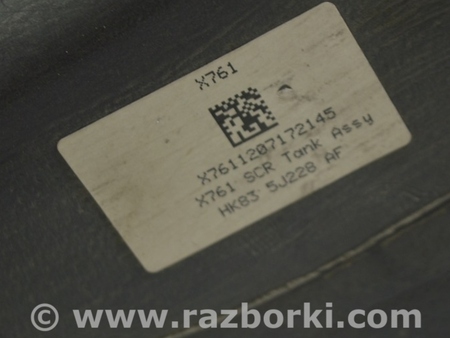 X761
X7611207172145
X761 SCR Tank Assy
HK83 5J228 AF
© www.razborki.com